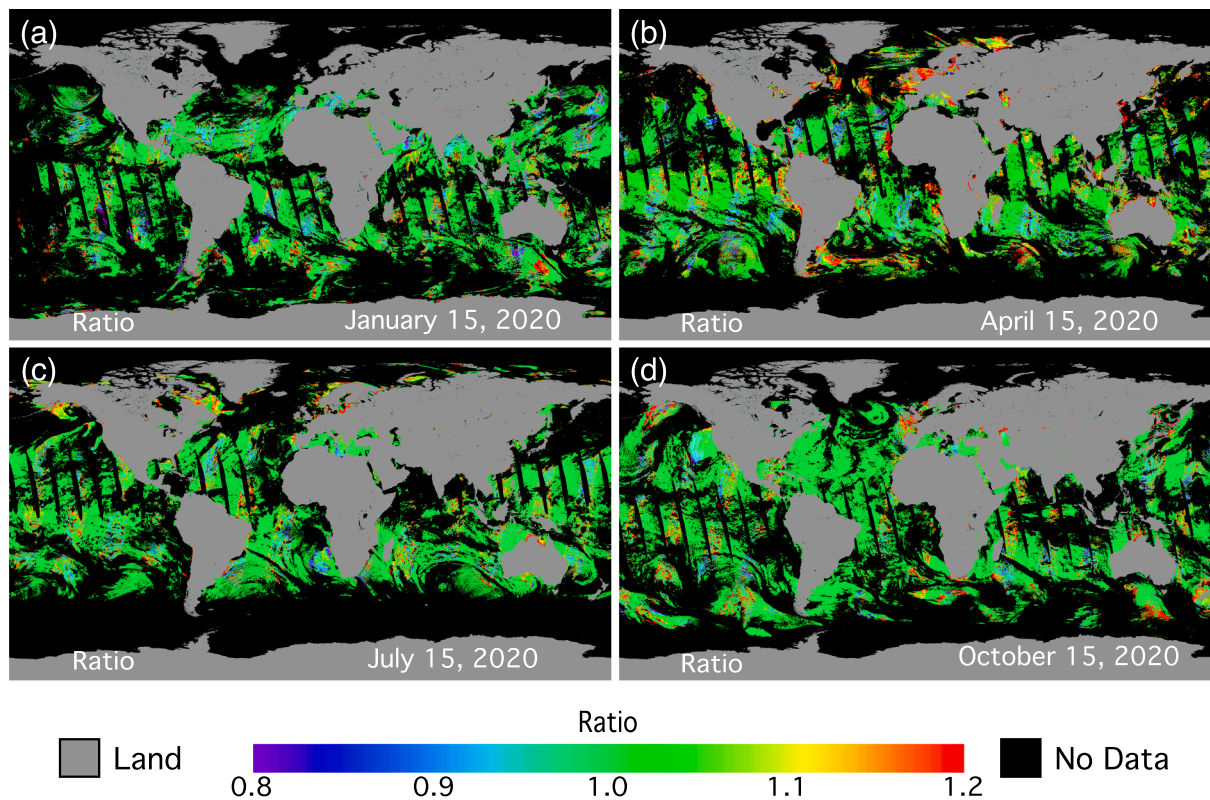 (a)
Ratio
January 15, 2020
(b)
Ratio
April 15, 2020
(c)
Ratio
July 15, 2020
(d)
Ratio
October 15, 2020
Ratio
Land
0.8 0.9 1.0 1.1 1.2
No Data